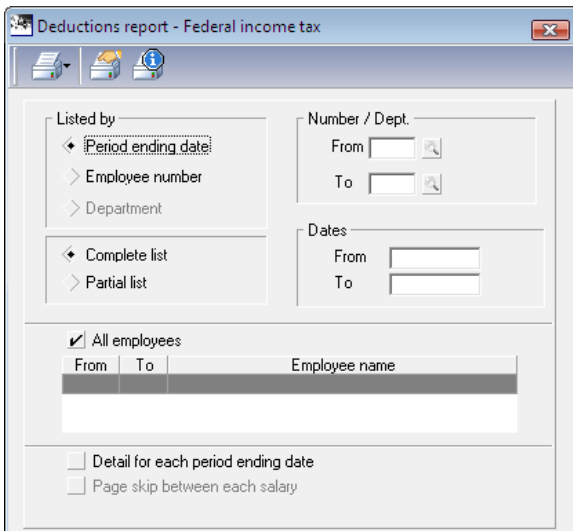 Deductions report - Federal income tax
Listed by
Period ending date
Employee number
Department
Complete list
Partial list
Number / Dept.
From
To
Dates
From
To
All employees
From To Employee name
Detail for each period ending date
Page skip between each salary